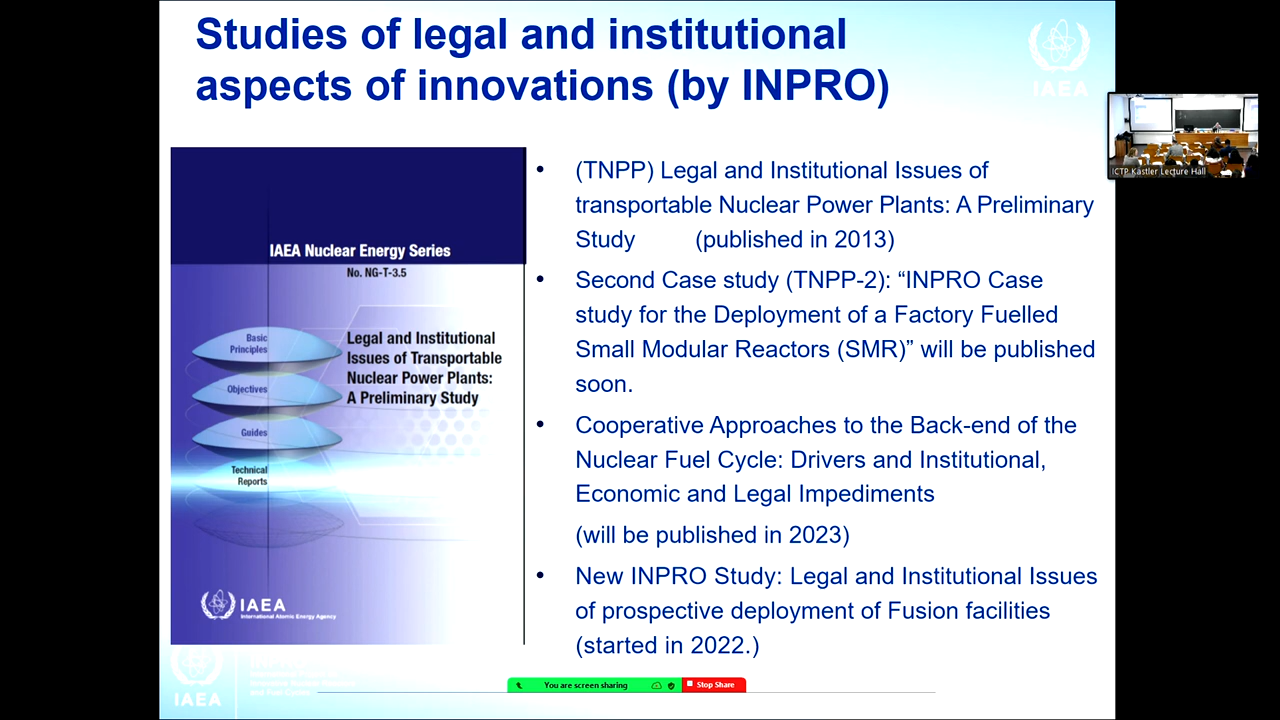 Studies of legal and institutional
aspects of innovations (by INPRO)
IAEA
ICTP Kastler Lecture Hall
IAEA Nuclear Energy Series
No. NG-T-3.5
Basic
Principles
Legal and Institutional
Issues of Transportable
Nuclear Power Plants:
A Preliminary Study
Objectives
Guides
Technical
Reports
IAEA
International Atomic Energy Agency
• (TNPP) Legal and Institutional Issues of
transportable Nuclear Power Plants: A Preliminary
Study (published in 2013)
• Second Case study (TNPP-2): “INPRO Case
study for the Deployment of a Factory Fuelled
Small Modular Reactors (SMR)” will be published
soon.
• Cooperative Approaches to the Back-end of the
Nuclear Fuel Cycle: Drivers and Institutional,
Economic and Legal Impediments
(will be published in 2023)
• New INPRO Study: Legal and Institutional Issues
of prospective deployment of Fusion facilities
(started in 2022.)
IAEA
You are screen sharing
Stop Share